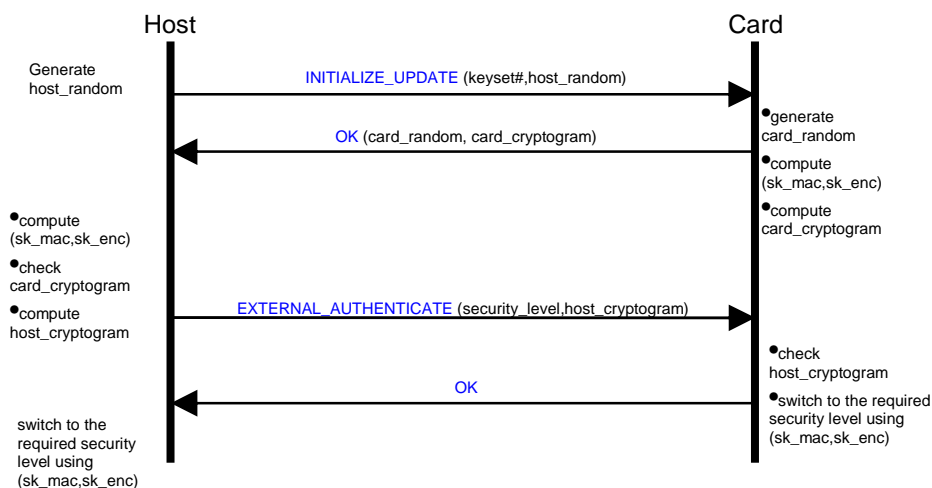 Host
Card
Generate
host_random
INITIALIZE_UPDATE (keyset#,host_random)
OK (card_random, card_cryptogram)
●generate
card_random
●compute
(sk_mac,sk_enc)
●compute
card_cryptogram
●compute
(sk_mac,sk_enc)
●check
card_cryptogram
●compute
host_cryptogram
EXTERNAL_AUTHENTICATE (security_level,host_cryptogram)
●check
host_cryptogram
OK
●switch to the required
security level using
(sk_mac,sk_enc)
switch to the
required security
level using
(sk_mac,sk_enc)